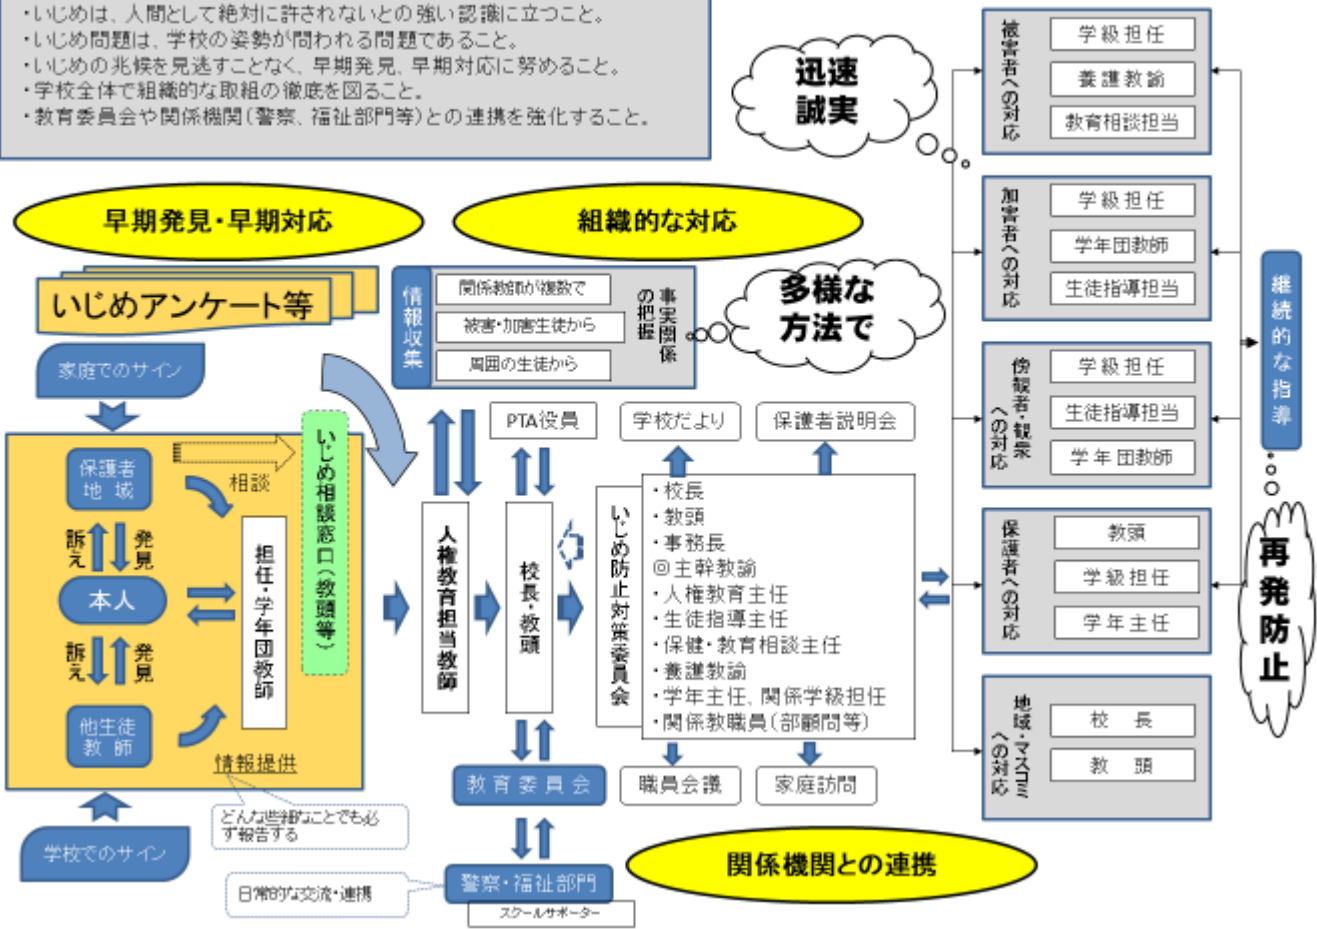 ・いじめは、人間として絶対に許されないとの強い認識に立つこと。
・いじめ問題は、学校の姿勢が問われる問題であること。
・いじめの兆候を見逃すことなく、早期発見、早期対応に努めること。
・学校全体で組織的な取組の徹底を図ること。
・教育委員会や関係機関(警察、福祉部門等)との連携を強化すること。
迅速
誠実
早期発見・早期対応
組織的な対応
いじめアンケート等
家庭でのサイン
情報収集
関係教師が複数で
被害・加害生徒から
周囲の生徒から
事実関係
の把握
多様な
方法で
保護者
地 域
相談
訴え
発見
本人
訴え
発見
他生徒
教 師
担任・学年団教師
いじめ相談窓口(教頭等)
情報提供
どんな些細なことでも必
ず報告する
学校でのサイン
日常的な交流・連携
人権教育担当教師
PTA役員
校長・教頭
教育委員会
警察・福祉部門
スクールサポーター
学校だより
保護者説明会
いじめ防止対策委員会
・校長
・教頭
・事務長
◎主幹教諭
・人権教育主任
・生徒指導主任
・保健・教育相談主任
・養護教諭
・学年主任、関係学級担任
・関係教職員(部顧問等)
職員会議
家庭訪問
関係機関との連携
被害者への対応
学級担任
養護教諭
教育相談担当
加害者への対応
学級担任
学年団教師
生徒指導担当
傍観者・観衆
への対応
学級担任
生徒指導担当
学年団教師
保護者への対応
教頭
学級担任
学年主任
地域・マスコミ
への対応
校 長
教 頭
継続的な指導
再発防止